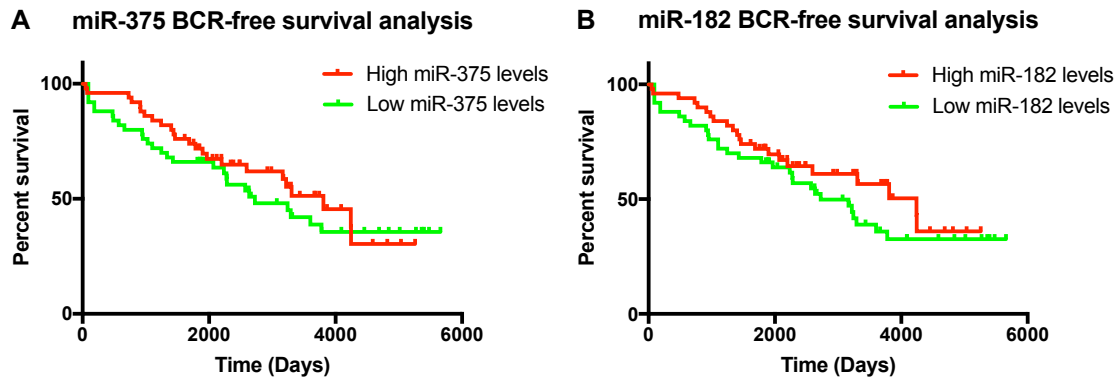 A miR-375 BCR-free survival analysis
High miR-375 levels
Low miR-375 levels
Percent survival
100
50
0
0 2000 4000 6000
Time (Days)
B miR-182 BCR-free survival analysis
High miR-182 levels
Low miR-182 levels
Percent survival
100
50
0
0 2000 4000 6000
Time (Days)